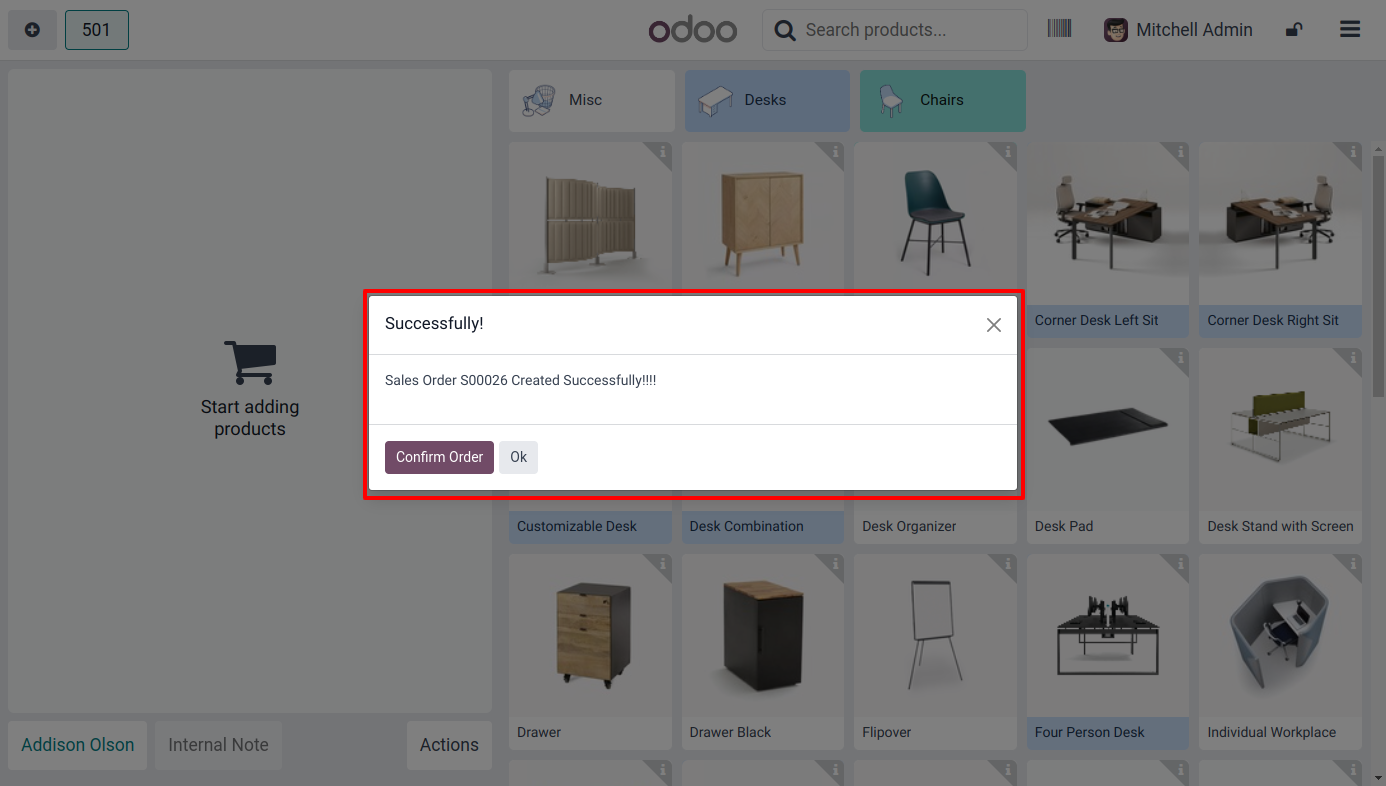 501
odoo
Search products...
Mitchell Admin
Misc
Desks
Chairs
Corner Desk Left Sit
Corner Desk Right Sit
Start adding
products
Successfully!
Sales Order S00026 Created Successfully!!!!
Confirm Order
Ok
Customizable Desk
Desk Combination
Desk Organizer
Desk Pad
Desk Stand with Screen
Drawer
Drawer Black
Flipover
Four Person Desk
Individual Workplace
Addison Olson
Internal Note
Actions